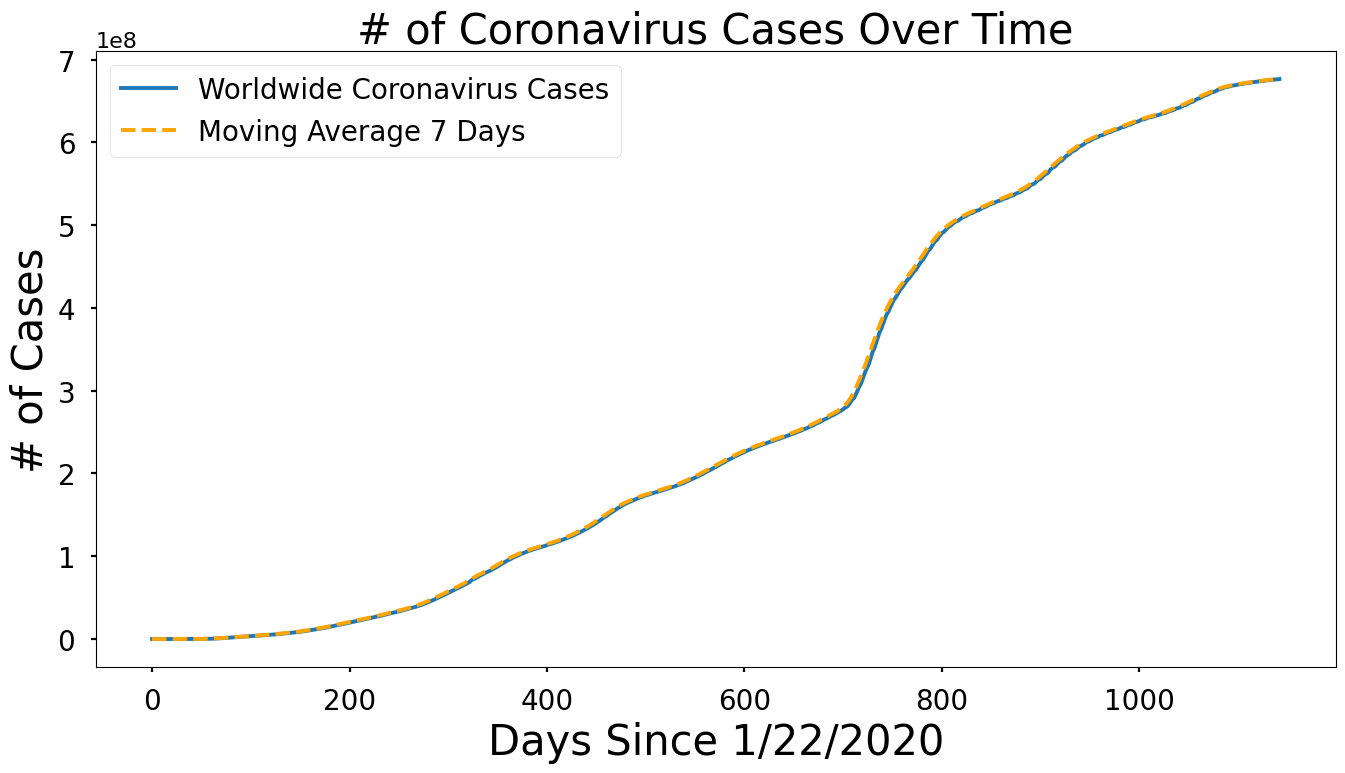 # of Coronavirus Cases Over Time
1e8
7
6
5
4
3
2
1
0
# of Cases
Worldwide Coronavirus Cases
Moving Average 7 Days
0 200 400 600 800 1000
Days Since 1/22/2020